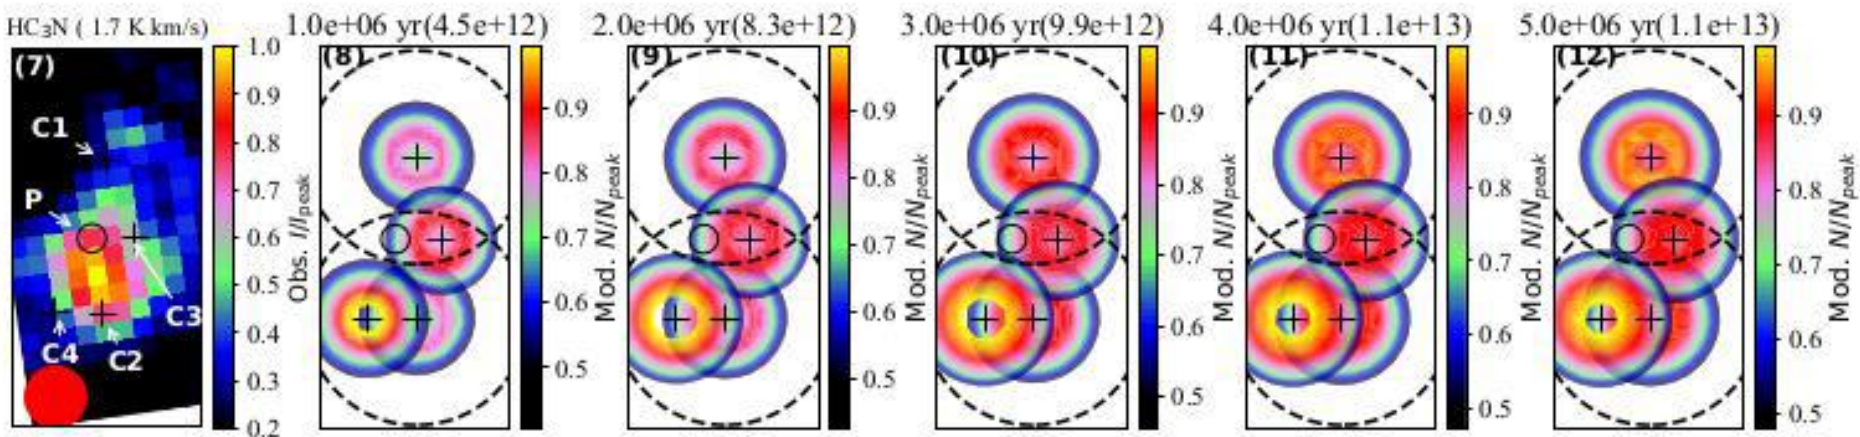 HC3N ( 1.7 K km/s)
(7)
C1
P
C3
C4
C2
1.0
0.9
0.8
0.7
0.6
0.5
0.4
0.3
0.2
Obs. I/Ipeak
1.0e+06 yr(4.5e+12)
(8)
0.9
0.8
0.7
0.6
0.5
Mod. N/Npeak
2.0e+06 yr(8.3e+12)
(9)
0.9
0.8
0.7
0.6
0.5
Mod. N/Npeak
3.0e+06 yr(9.9e+12)
(10)
0.9
0.8
0.7
0.6
0.5
Mod. N/Npeak
4.0e+06 yr(1.1e+13)
(11)
0.9
0.8
0.7
0.6
0.5
Mod. N/Npeak
5.0e+06 yr(1.1e+13)
(12)
0.9
0.8
0.7
0.6
0.5
Mod. N/Npeak